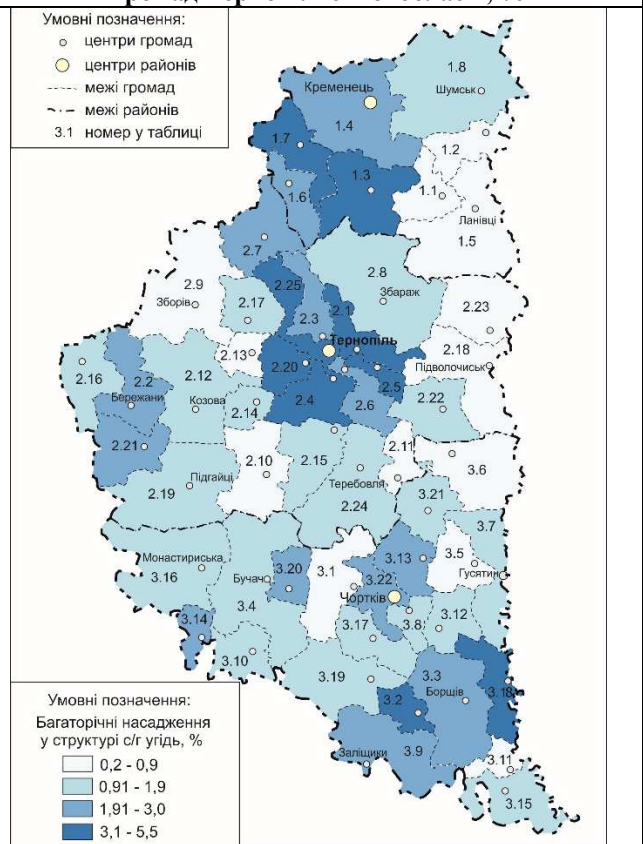 Умовні позначення:
центри громад
центри районів
межі громад
межі районів
3.1 номер у таблиці
Кременець
1.8
Шумськ
1.4
1.7
1.2
1.3
1.1
1.6
Ланівці
1.5
2.7
2.9
2.8
2.25
Збараж
Зборів
2.17
2.1
2.23
2.3
Тернопіль
2.13
2.18
2.16
2.20
Підволочиськ
2.2
2.12
2.5
Бережани
Козова
2.4
2.6
2.14
2.22
2.21
2.11
2.10
2.15
3.6
Підгайці
Теребовля
2.19
2.24
3.21
3.7
Монастириська
3.13
3.5
3.20
3.1
Гусятин
3.16
Бучач
3.22
Чортків
3.4
3.12
3.14
3.17
3.8
3.10
3.3
3.19
Борщів
3.18
3.2
Заліщики
3.9
3.11
3.15
Умовні позначення:
Багаторічні насадження
у структурі с/г угідь, %
0,2 - 0,9
0,91 - 1,9
1,91 - 3,0
3,1 - 5,5